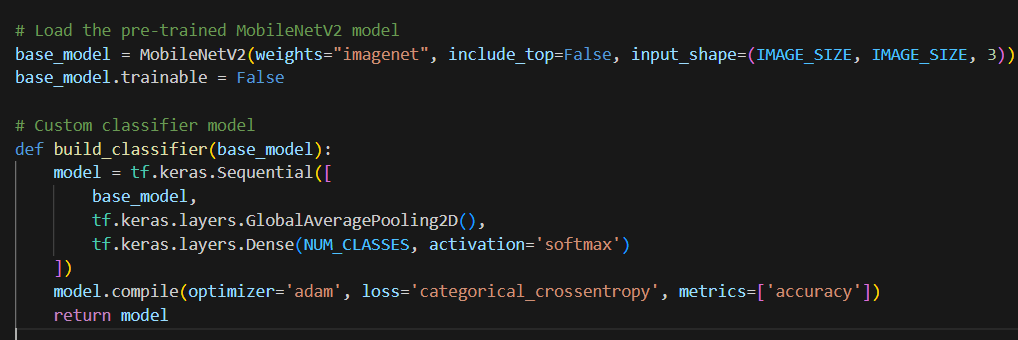 # Load the pre-trained MobileNetV2 model
base_model = MobileNetV2(weights="imagenet", include_top=False, input_shape=(IMAGE_SIZE, IMAGE_SIZE, 3))
base_model.trainable = False

# Custom classifier model
def build_classifier(base_model):
    model = tf.keras.Sequential([
        base_model,
        tf.keras.layers.GlobalAveragePooling2D(),
        tf.keras.layers.Dense(NUM_CLASSES, activation='softmax')
    ])
    model.compile(optimizer='adam', loss='categorical_crossentropy', metrics=['accuracy'])
    return model